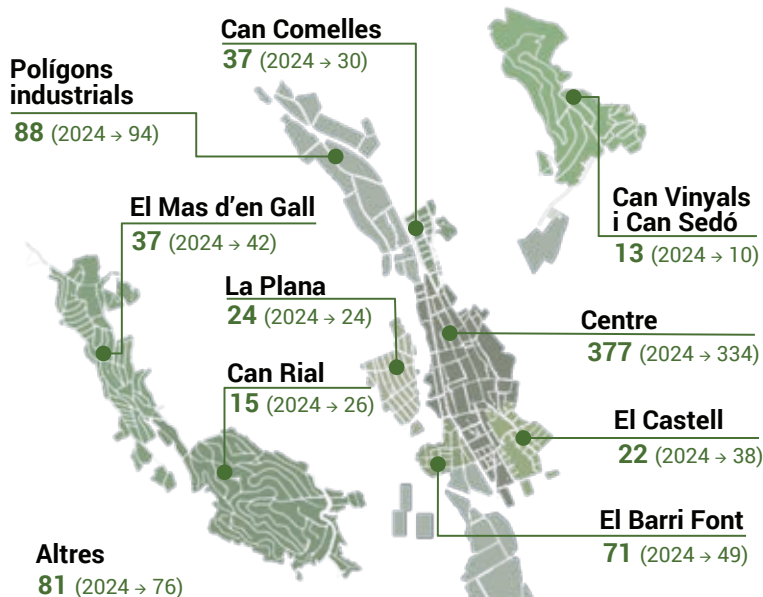 Can Comelles
37 (2024 → 30)
Polígons
industrials
88 (2024 → 94)
Can Vinyals
i Can Sedó
13 (2024 → 10)
El Mas d'en Gall
37 (2024 → 42)
La Plana
24 (2024 → 24)
Centre
377 (2024 → 334)
Can Rial
15 (2024 → 26)
El Castell
22 (2024 → 38)
El Barri Font
71 (2024 → 49)
Altres
81 (2024 → 76)